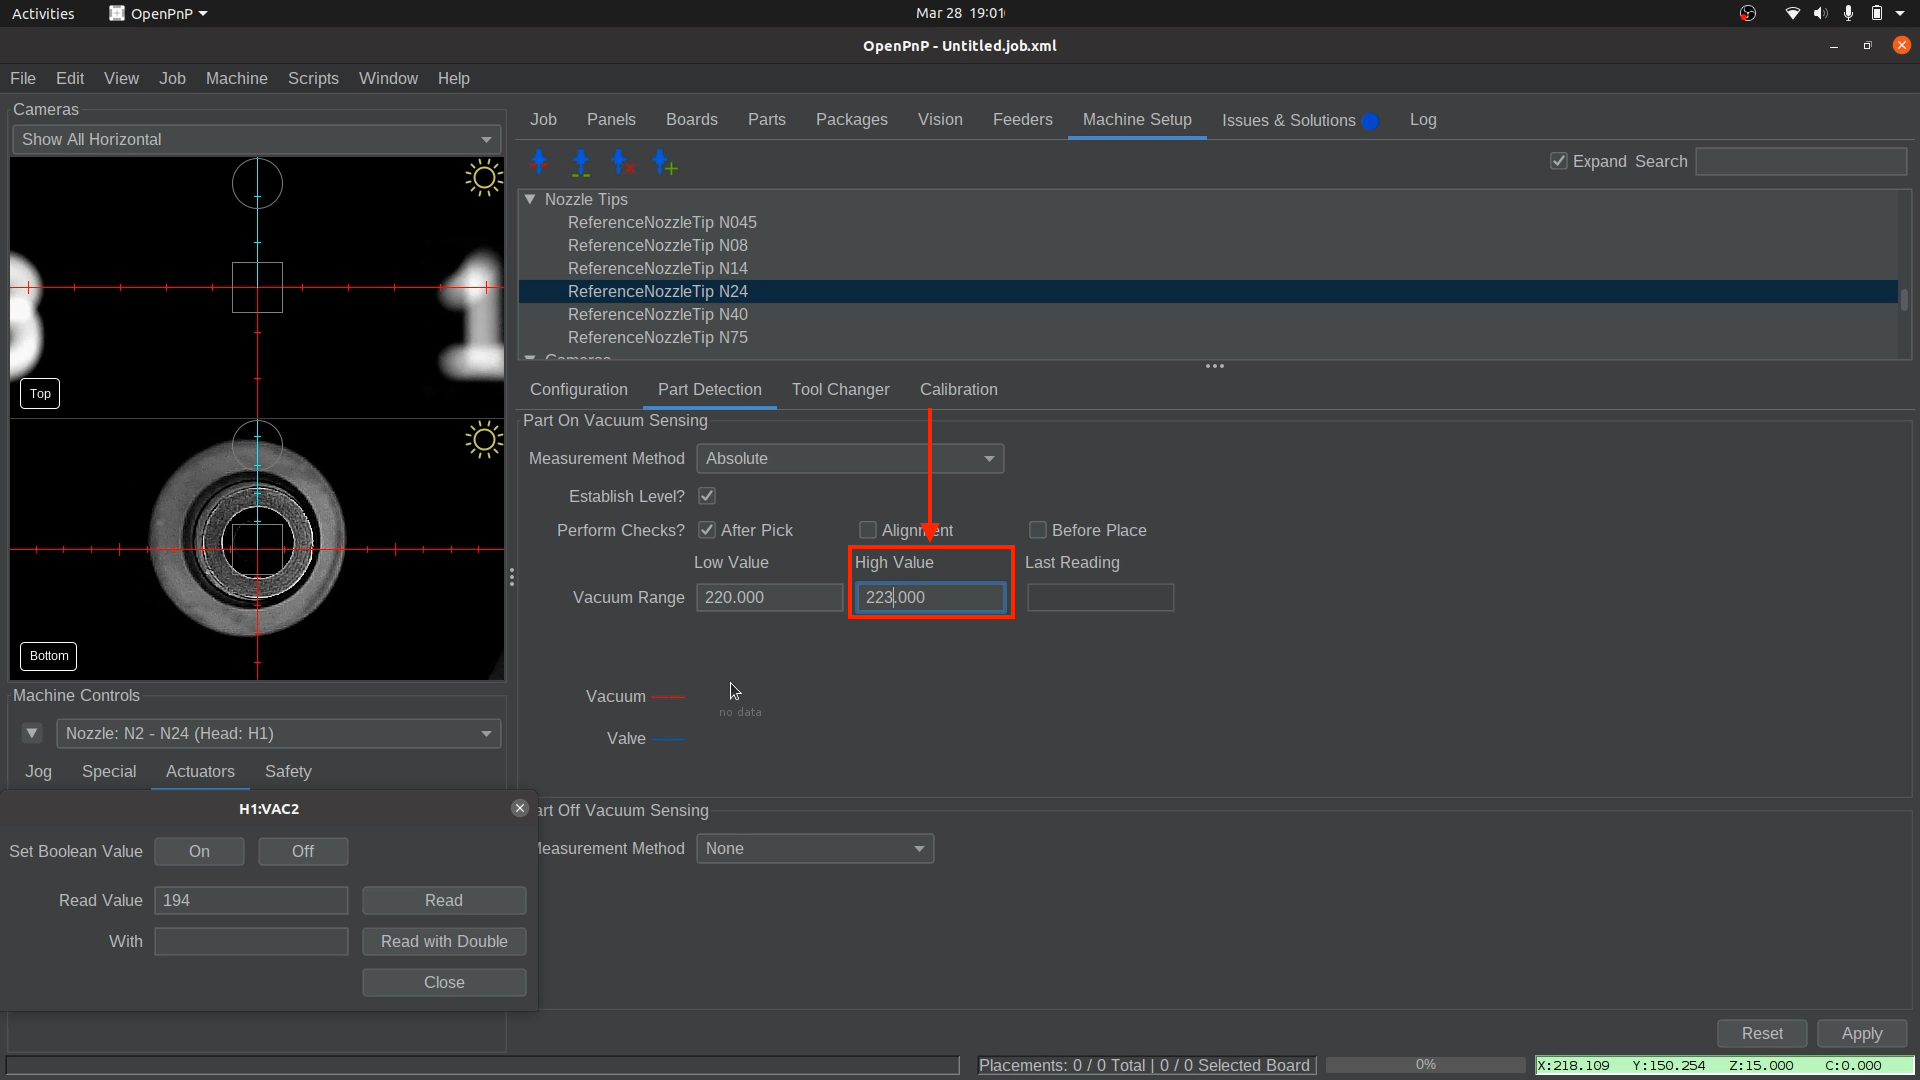 Activities OpenPnP Mar 28 19:01
OpenPnP - Untitled.job.xml
File Edit View Job Machine Scripts Window Help
Cameras
Show All Horizontal
Job Panels Boards Parts Packages Vision Feeders Machine Setup Issues & Solutions Log
Expand Search
Nozzle Tips
ReferenceNozzleTip N045
ReferenceNozzleTip N08
ReferenceNozzleTip N14
ReferenceNozzleTip N24
ReferenceNozzleTip N40
ReferenceNozzleTip N75
Cameras
1
Top
Bottom
Configuration Part Detection Tool Changer Calibration
Part On Vacuum Sensing
Measurement Method Absolute
Establish Level?
Perform Checks? After Pick Alignment Before Place
Low Value High Value Last Reading
Vacuum Range 220.000 223.000
Vacuum
no data
Valve
Machine Controls
Nozzle: N2 - N24 (Head: H1)
Jog Special Actuators Safety
H1:VAC2
Set Boolean Value On Off
Read Value 194 Read
With Read with Double
Close
art Off Vacuum Sensing
Measurement Method None
Reset Apply
Placements: 0 / 0 Total | 0 / 0 Selected Board 0% X:218.109 Y:150.254 Z:15.000 C:0.000